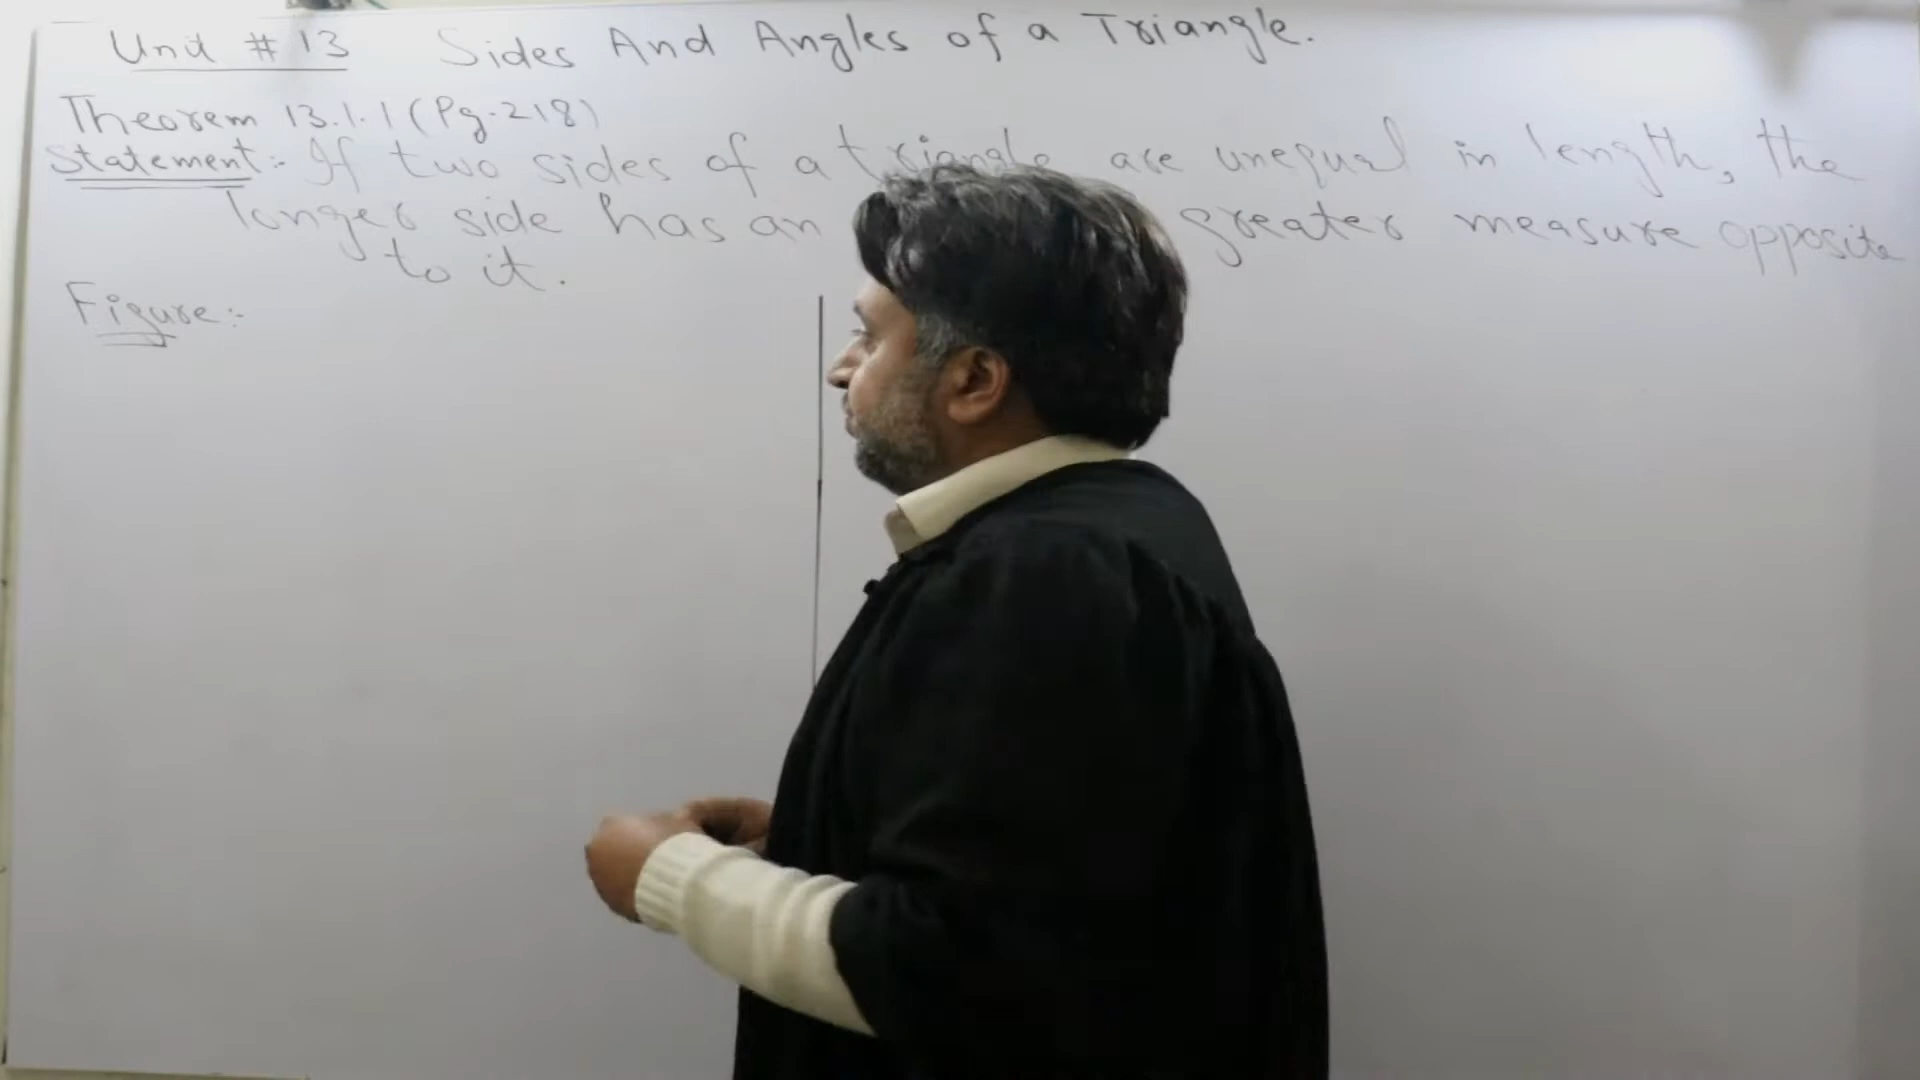 Unit # 13 Sides And Angles of a Triangle.
Theorem 13.1.1 (Pg.218)
Statement:- If two sides of a triangle are unequal in length, the
longer side has an greater measure opposite
to it.
Figure:-